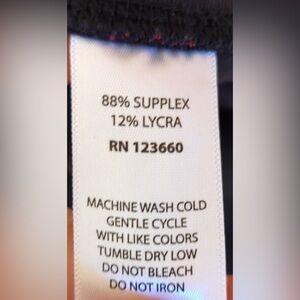 88% SUPPLEX
12% LYCRA
RN 123660
MACHINE WASH COLD
GENTLE CYCLE
WITH LIKE COLORS
TUMBLE DRY LOW
DO NOT BLEACH
DO NOT IRON